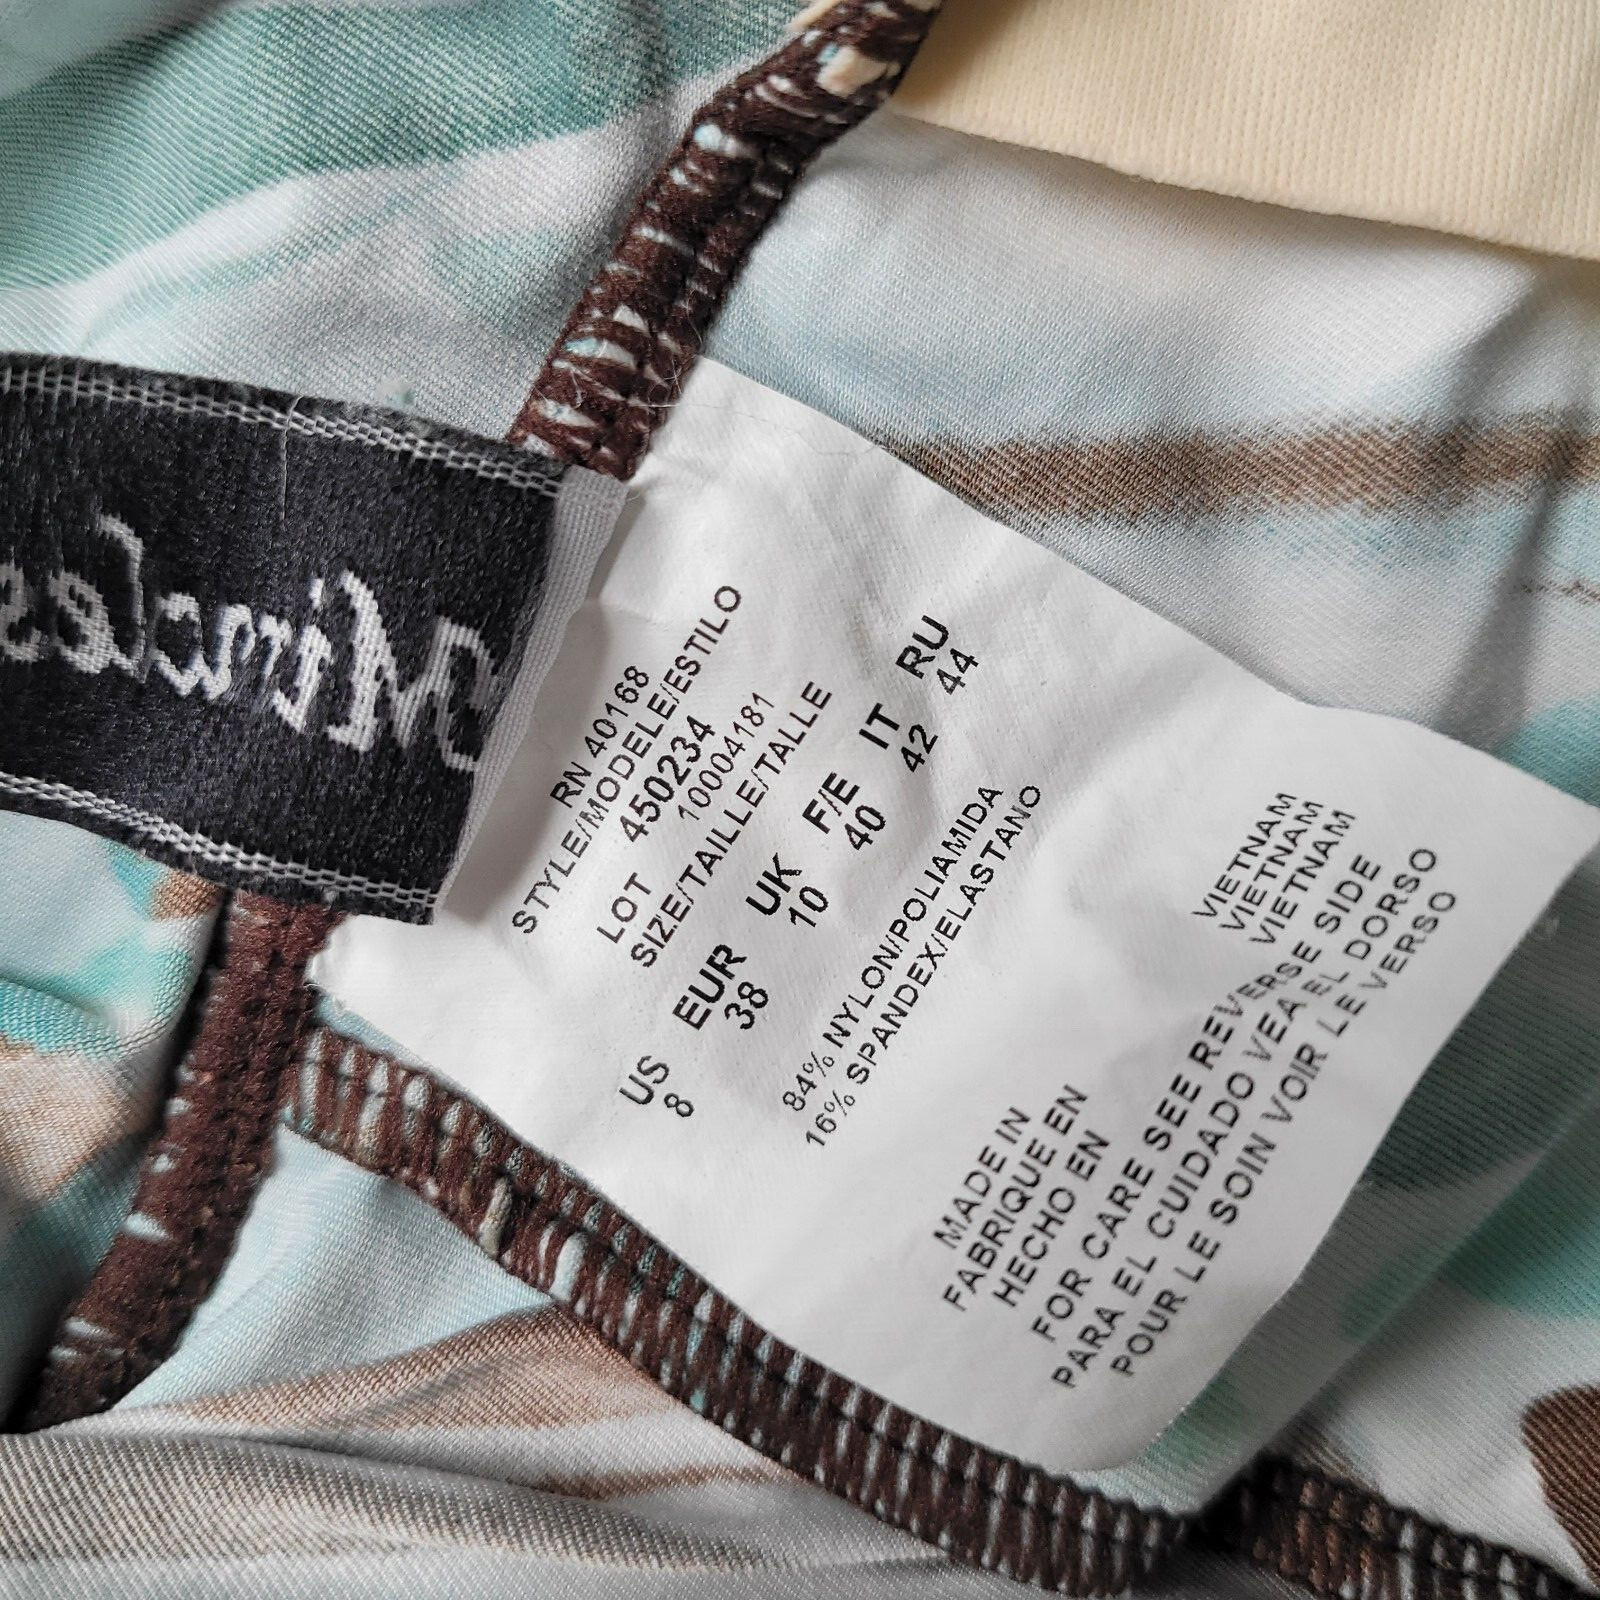 RN 40168
STYLE/MODELE/ESTILO
LOT 450234
10004181
SIZE/TAILLE/TALLE
US EUR UK F/E IT RU
8 38 10 40 42 44
84% NYLON/POLIAMIDA
16% SPANDEX/ELASTANO
MADE IN VIETNAM
FABRIQUE EN VIETNAM
HECHO EN VIETNAM
FOR CARE SEE REVERSE SIDE
PARA EL CUIDADO VEA EL DORSO
POUR LE SOIN VOIR LE VERSO